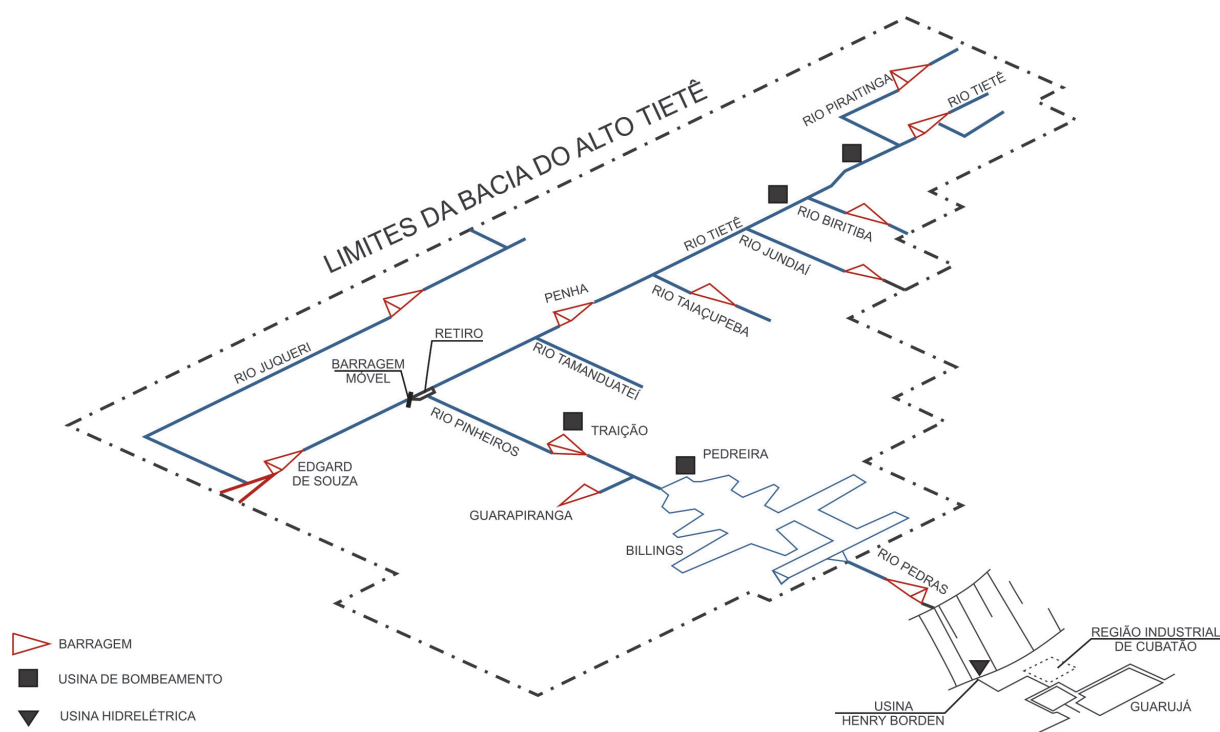 LIMITES DA BACIA DO ALTO TIETÊ
RIO PIRAITINGA
RIO TIETÊ
RIO BIRITIBA
RIO TIETÊ
RIO JUNDIAÍ
RIO TAIAÇUPEBA
PENHA
RETIRO
RIO JUQUERI
BARRAGEM
MÓVEL
RIO TAMANDUATEÍ
RIO PINHEIROS
TRAIÇÃO
PEDREIRA
EDGARD
DE SOUZA
GUARAPIRANGA
BILLINGS
RIO PEDRAS
REGIÃO INDUSTRIAL
DE CUBATÃO
USINA
HENRY BORDEN
GUARUJÁ
BARRAGEM
USINA DE BOMBEAMENTO
USINA HIDRELÉTRICA